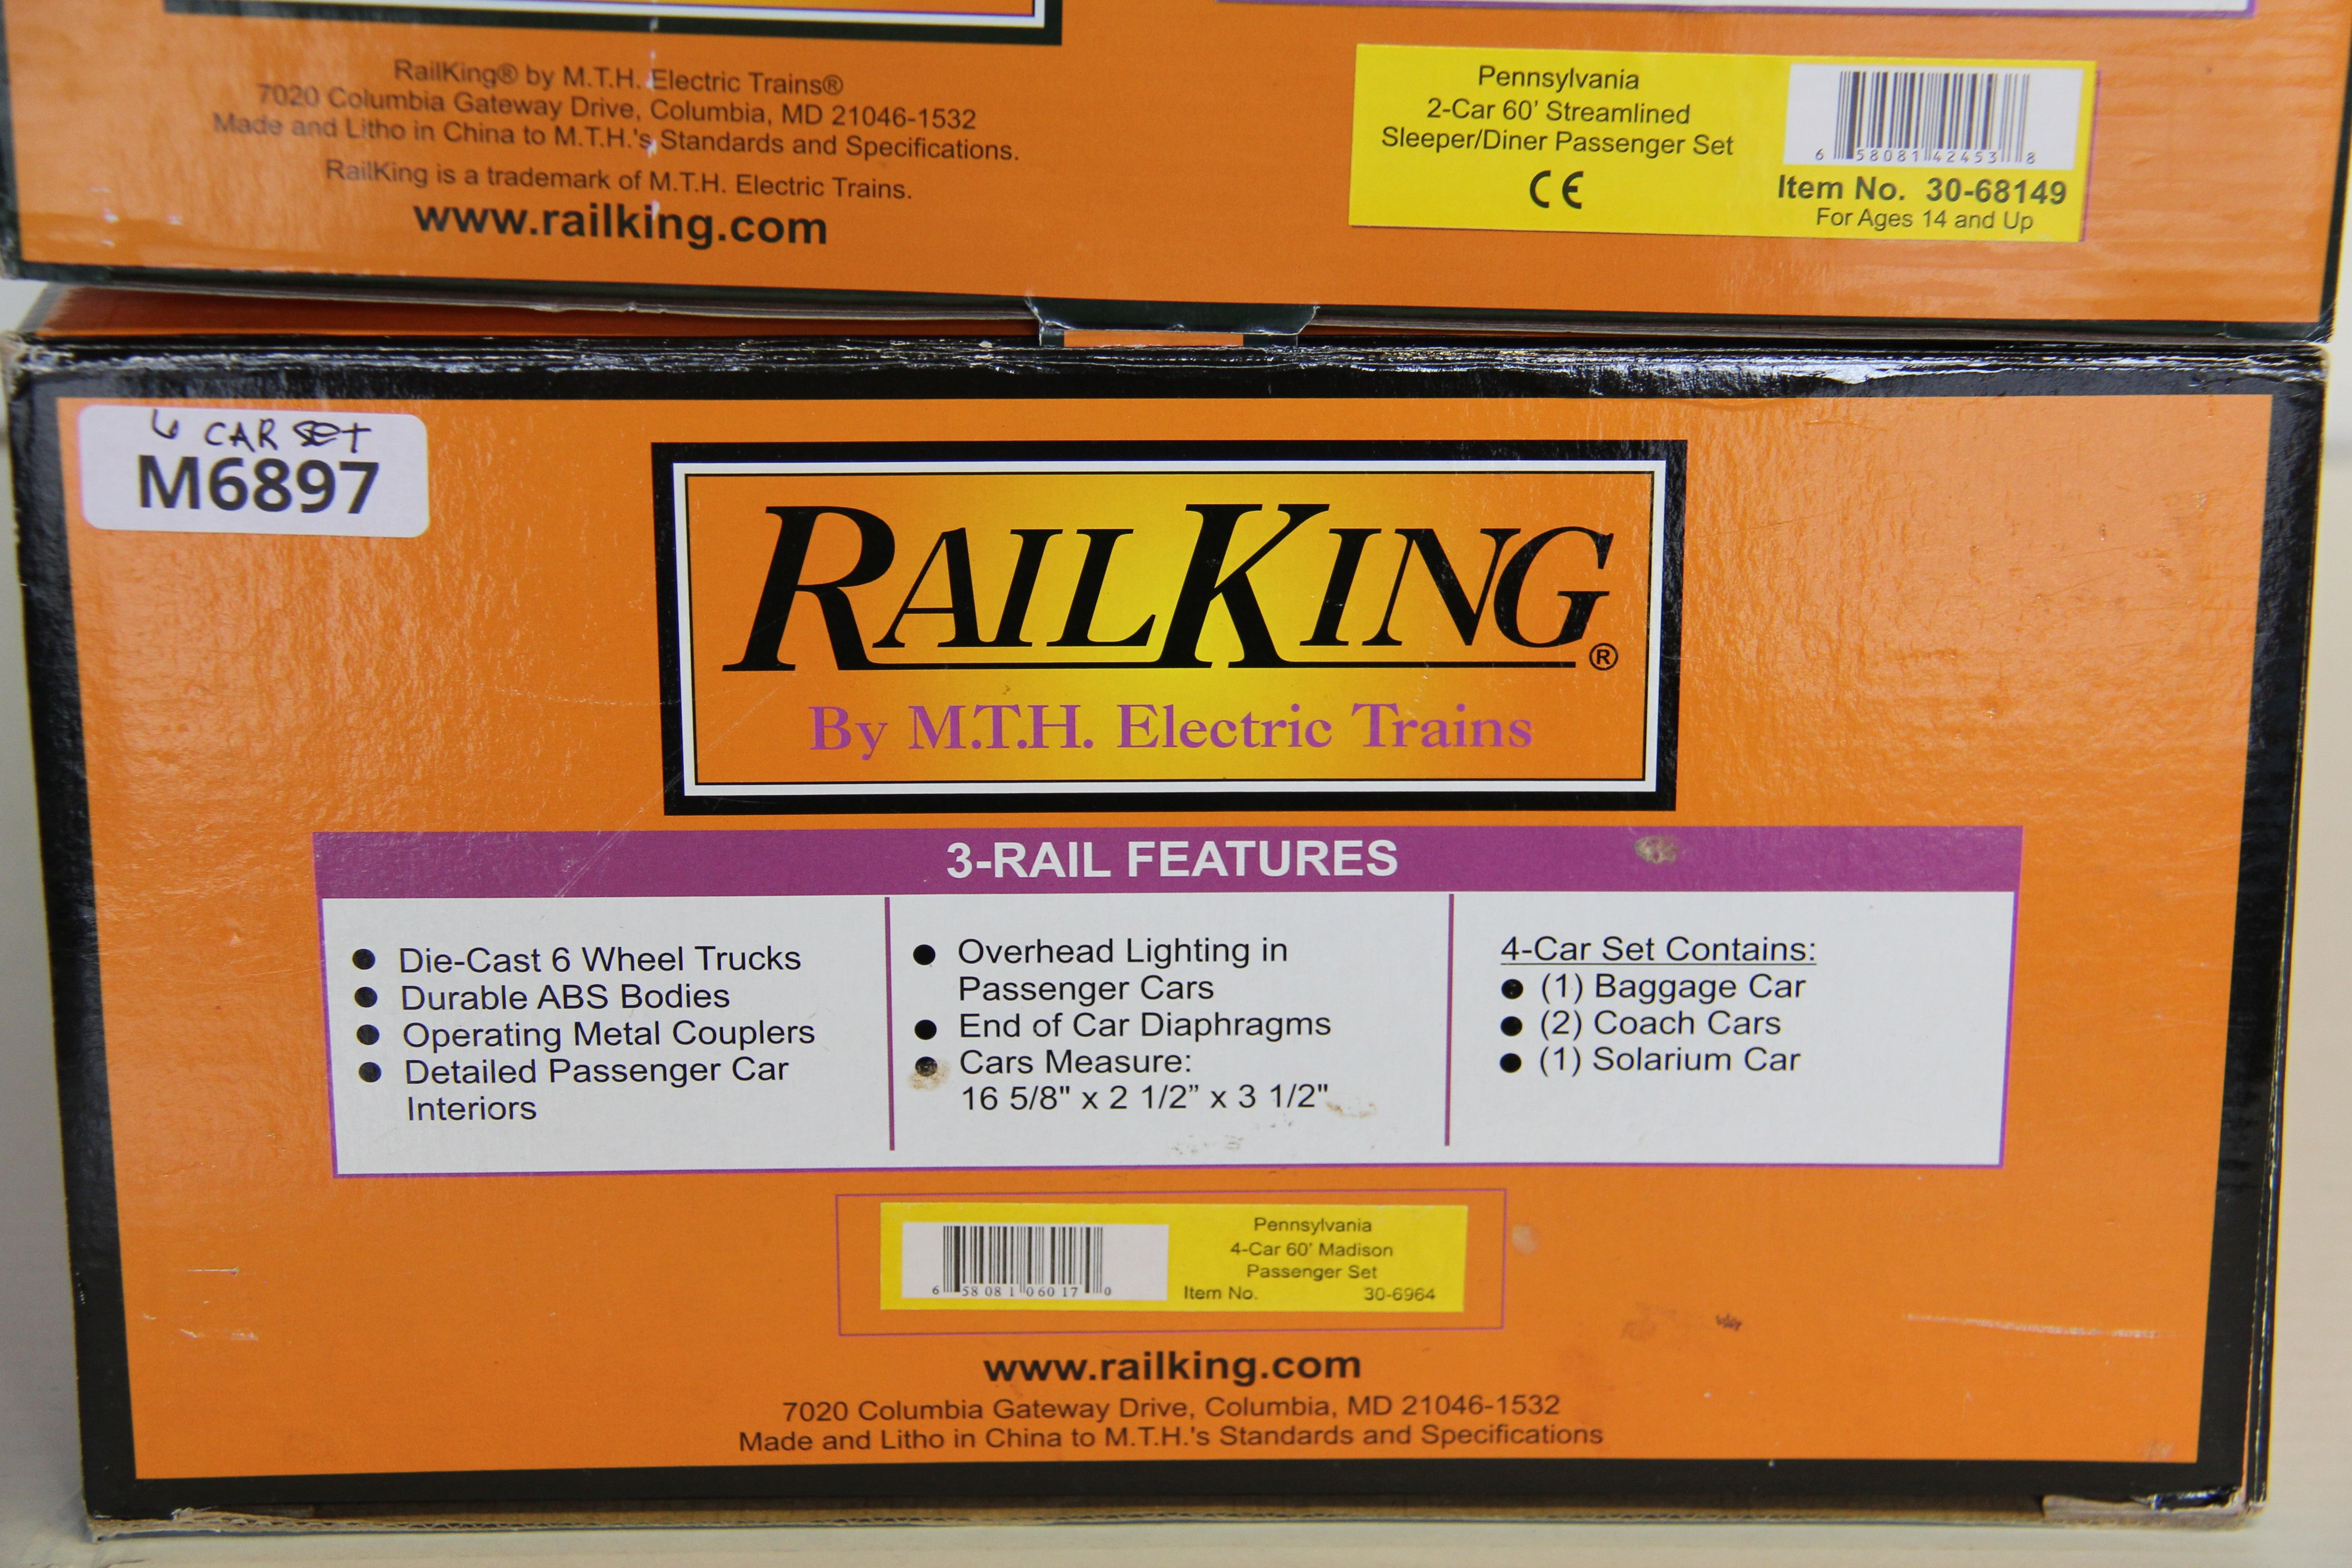 RailKing® by M.T.H. Electric Trains®
7020 Columbia Gateway Drive, Columbia, MD 21046-1532
Made and Litho in China to M.T.H.'s Standards and Specifications.
RailKing is a trademark of M.T.H. Electric Trains.
www.railking.com
Pennsylvania
2-Car 60' Streamlined
Sleeper/Diner Passenger Set
CE
6 58081 42453 8
Item No. 30-68149
For Ages 14 and Up
6 CAR SET
M6897
RAILKING®
By M.T.H. Electric Trains
3-RAIL FEATURES
● Die-Cast 6 Wheel Trucks
● Durable ABS Bodies
● Operating Metal Couplers
● Detailed Passenger Car
Interiors
● Overhead Lighting in
Passenger Cars
● End of Car Diaphragms
● Cars Measure:
16 5/8" x 2 1/2” x 3 1/2"
4-Car Set Contains:
● (1) Baggage Car
● (2) Coach Cars
● (1) Solarium Car
6 58081 06017 0
Pennsylvania
4-Car 60' Madison
Passenger Set
Item No. 30-6964
www.railking.com
7020 Columbia Gateway Drive, Columbia, MD 21046-1532
Made and Litho in China to M.T.H.'s Standards and Specifications